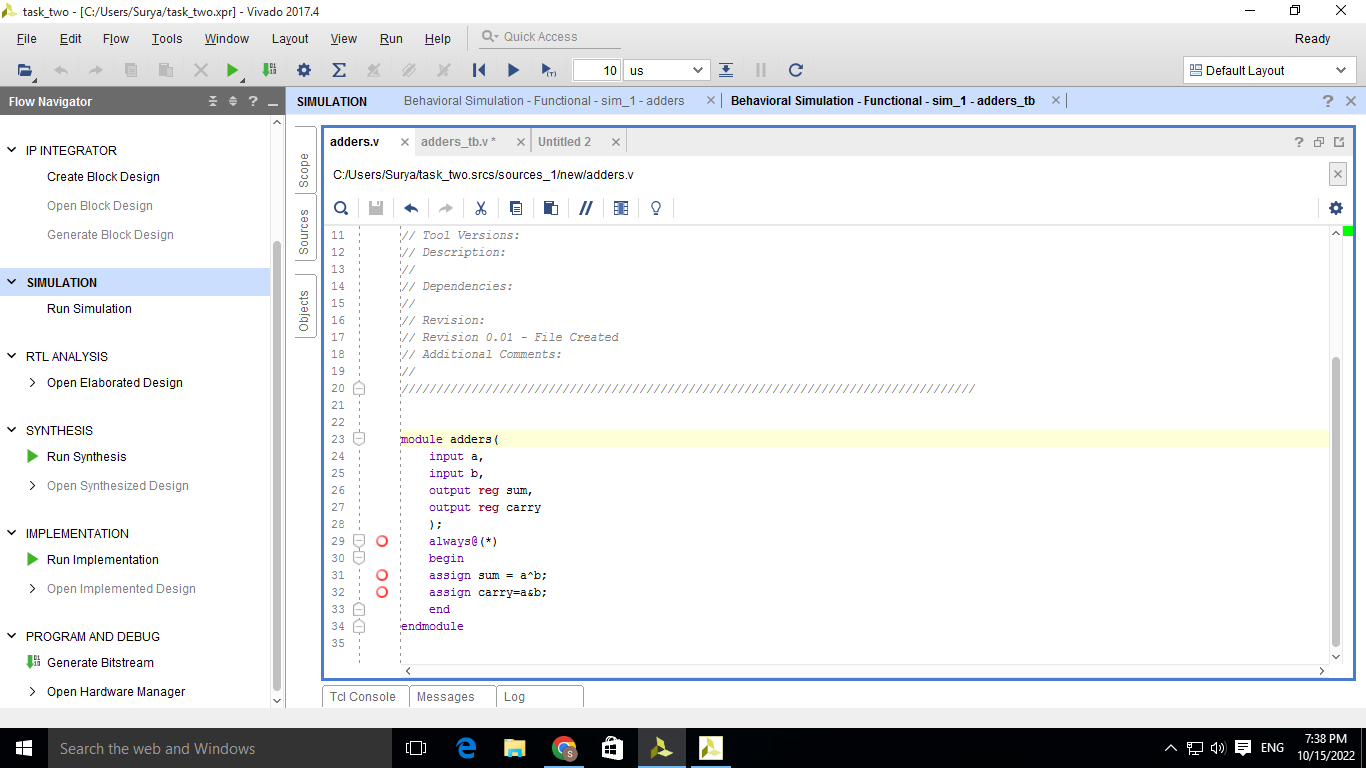 task_two - [C:/Users/Surya/task_two.xpr] - Vivado 2017.4
File Edit Flow Tools Window Layout View Run Help Quick Access Ready
10 us Default Layout
Flow Navigator ? SIMULATION Behavioral Simulation - Functional - sim_1 - adders Behavioral Simulation - Functional - sim_1 - adders_tb ?
IP INTEGRATOR
Create Block Design
Open Block Design
Generate Block Design
SIMULATION
Run Simulation
RTL ANALYSIS
Open Elaborated Design
SYNTHESIS
Run Synthesis
Open Synthesized Design
IMPLEMENTATION
Run Implementation
Open Implemented Design
PROGRAM AND DEBUG
Generate Bitstream
Open Hardware Manager
Scope
Sources
Objects
adders.v adders_tb.v * Untitled 2 ?
C:/Users/Surya/task_two.srcs/sources_1/new/adders.v
11 // Tool Versions:
12 // Description:
13 //
14 // Dependencies:
15 //
16 // Revision:
17 // Revision 0.01 - File Created
18 // Additional Comments:
19 //
20 //////////////////////////////////////////////////////////////////////////////////
21
22
23 module adders(
24 input a,
25 input b,
26 output reg sum,
27 output reg carry
28 );
29 always@(*)
30 begin
31 assign sum = a^b;
32 assign carry=a&b;
33 end
34 endmodule
35
Tcl Console Messages Log
Search the web and Windows
ENG
7:38 PM
10/15/2022